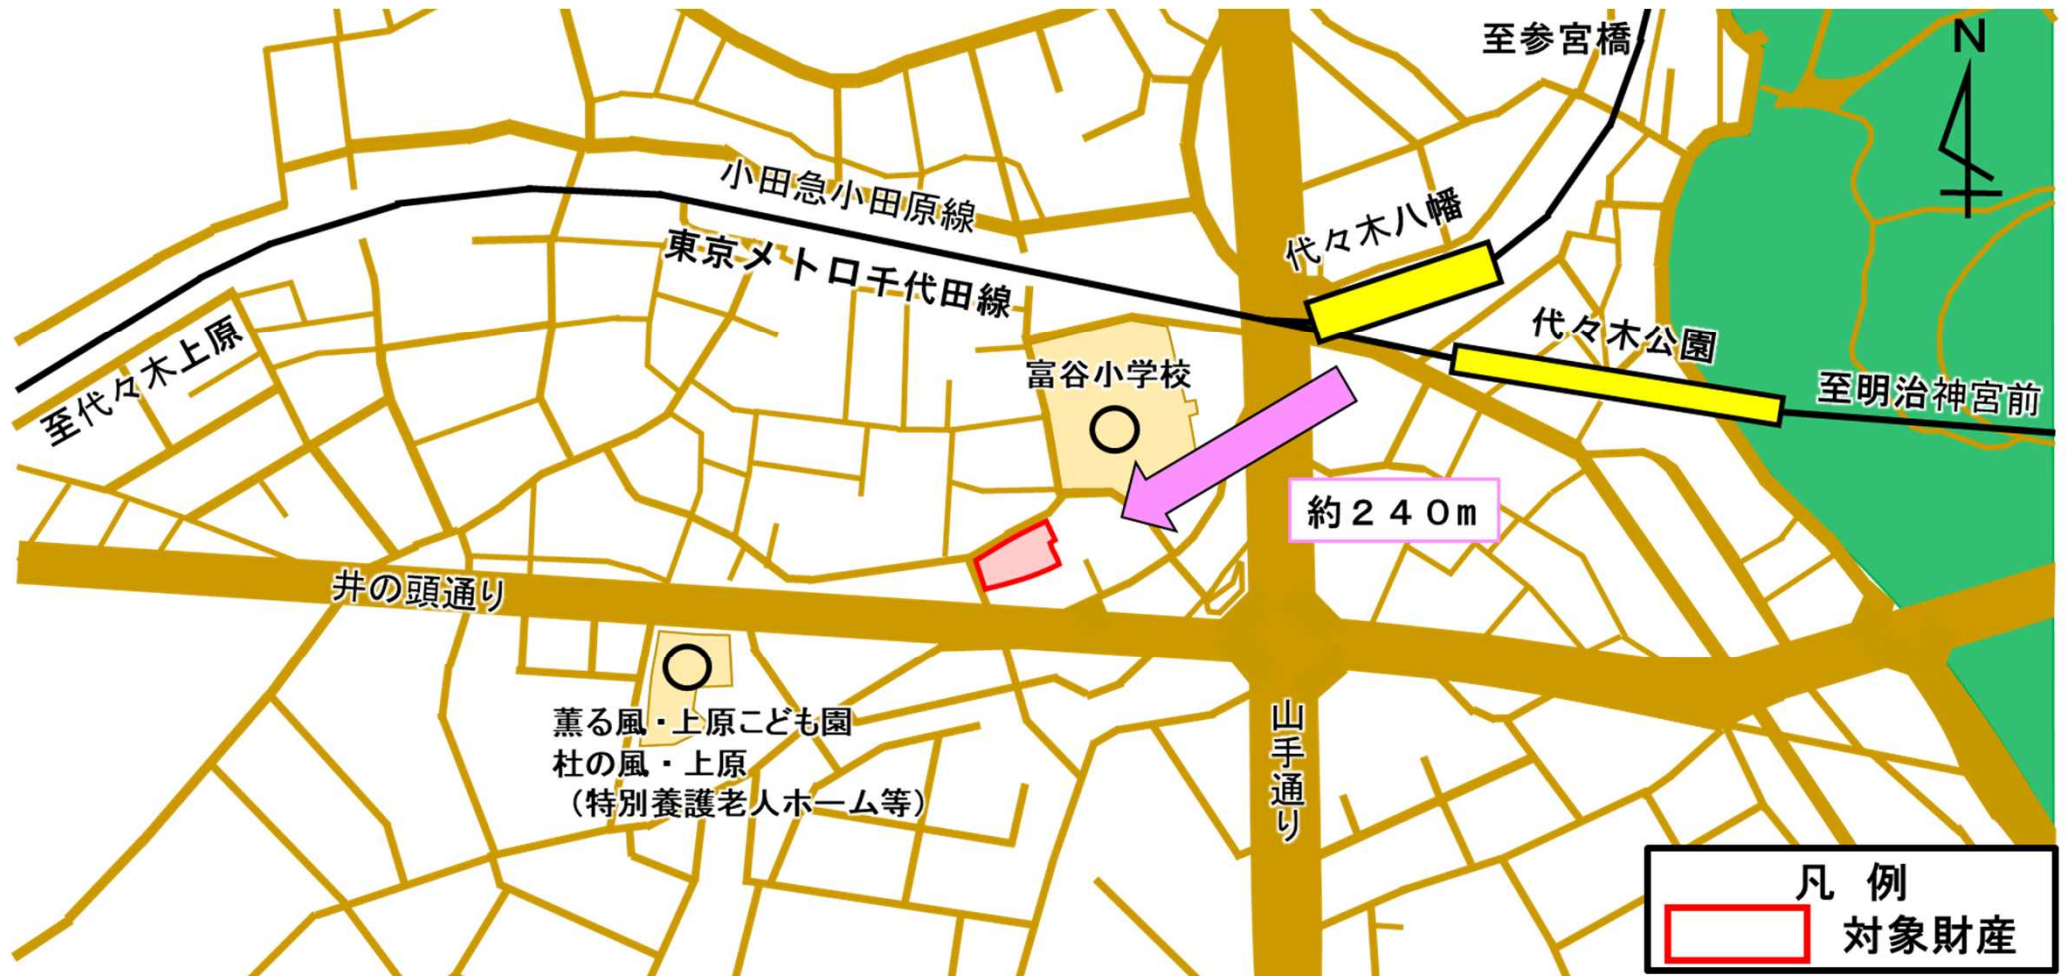 至参宮橋
N
小田急小田原線
代々木八幡
東京メトロ千代田線
代々木公園
至代々木上原
富谷小学校
至明治神宮前
約240m
井の頭通り
薫る風・上原こども園
杜の風・上原
(特別養護老人ホーム等)
山手通り
凡 例
対象財産